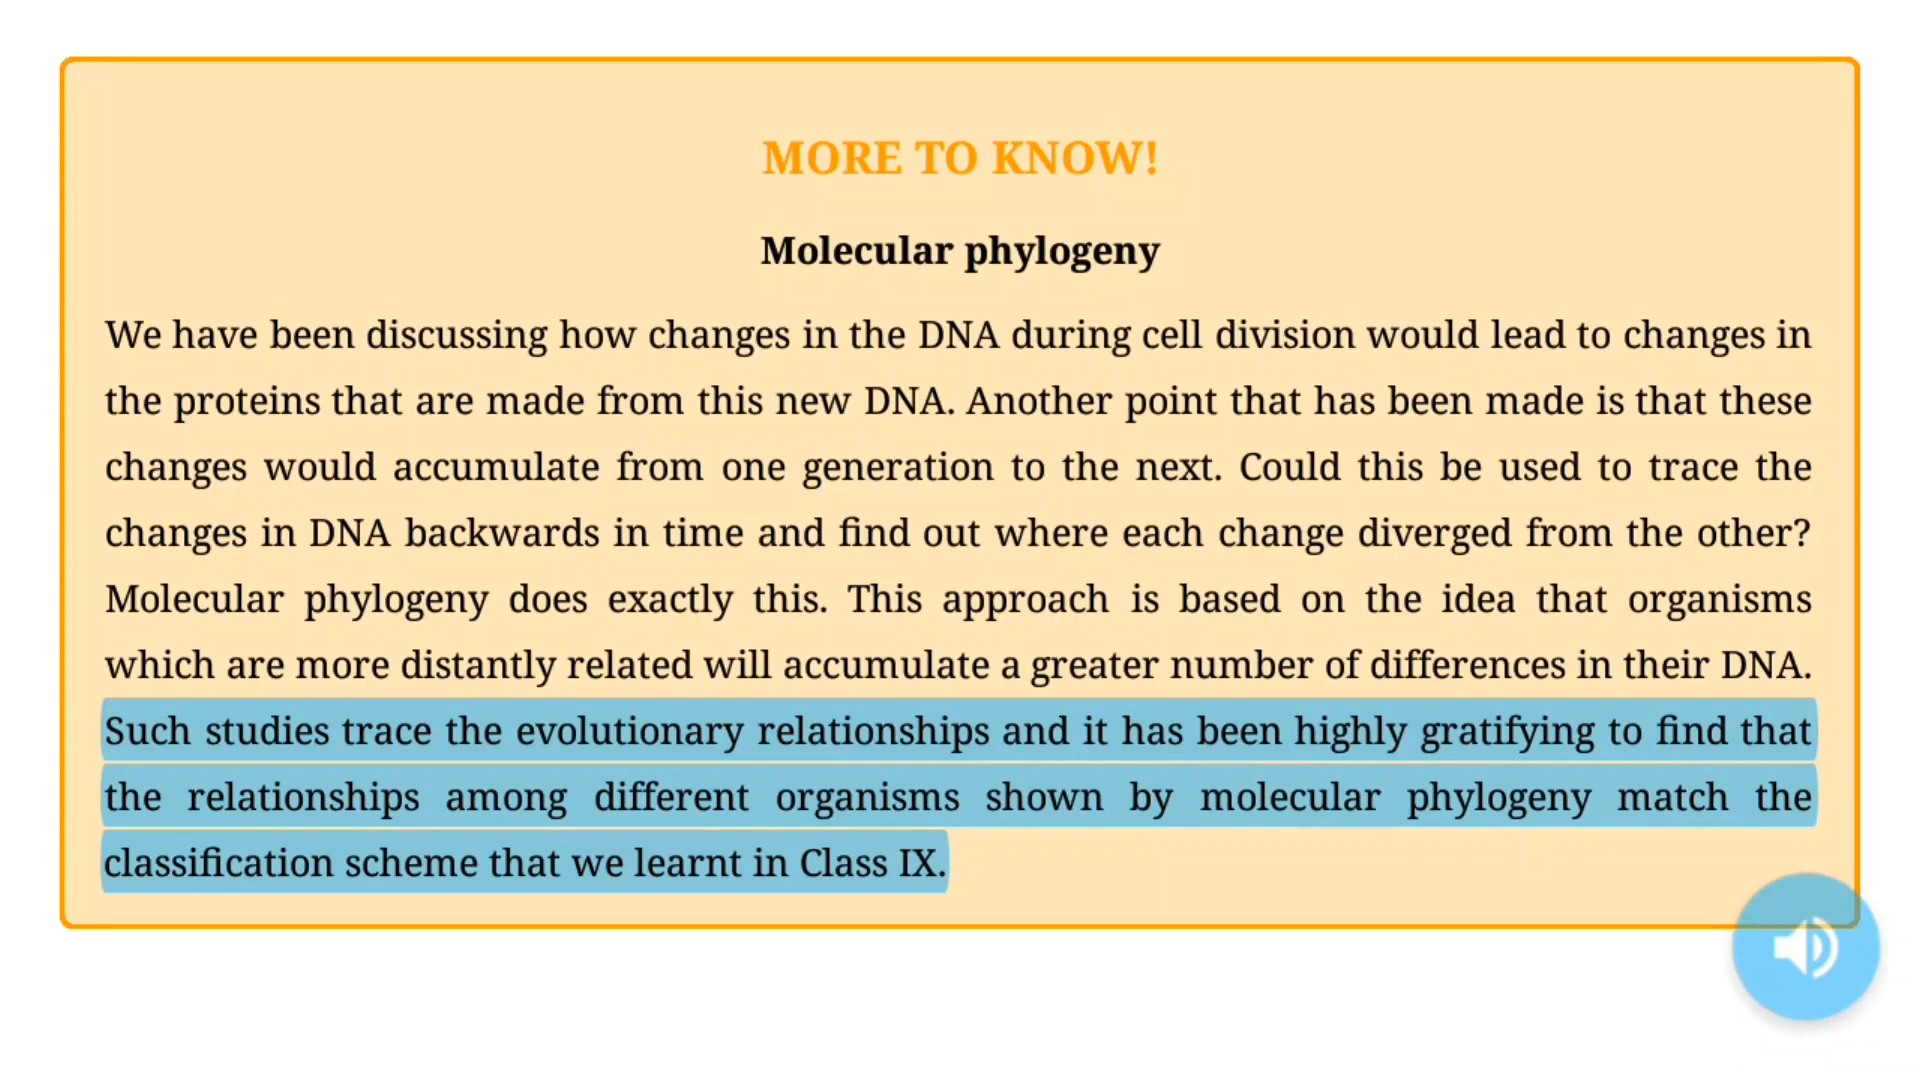 MORE TO KNOW!
Molecular phylogeny
We have been discussing how changes in the DNA during cell division would lead to changes in
the proteins that are made from this new DNA. Another point that has been made is that these
changes would accumulate from one generation to the next. Could this be used to trace the
changes in DNA backwards in time and find out where each change diverged from the other?
Molecular phylogeny does exactly this. This approach is based on the idea that organisms
which are more distantly related will accumulate a greater number of differences in their DNA.
Such studies trace the evolutionary relationships and it has been highly gratifying to find that
the relationships among different organisms shown by molecular phylogeny match the
classification scheme that we learnt in Class IX.